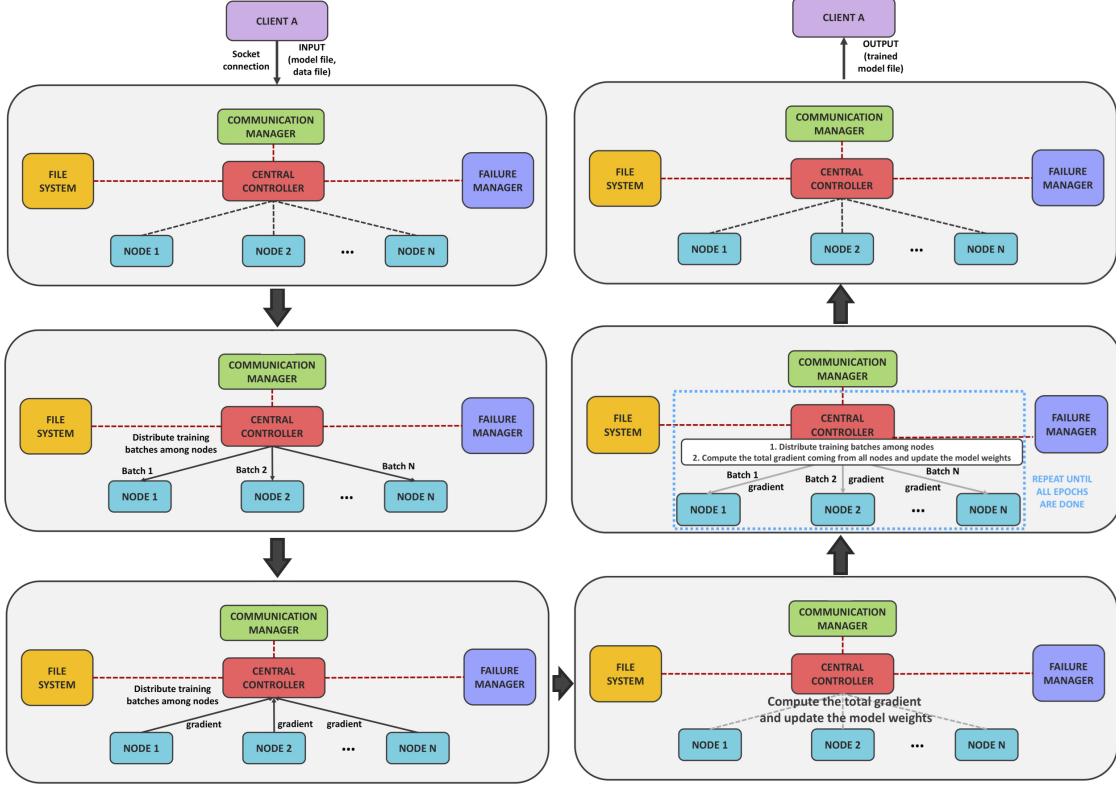 CLIENT A
Socket
connection
INPUT
(model file,
data file)
COMMUNICATION
MANAGER
FILE
SYSTEM
CENTRAL
CONTROLLER
FAILURE
MANAGER
NODE 1
NODE 2
...
NODE N
COMMUNICATION
MANAGER
FILE
SYSTEM
CENTRAL
CONTROLLER
FAILURE
MANAGER
Distribute training
batches among nodes
Batch 1
Batch 2
Batch N
NODE 1
NODE 2
...
NODE N
COMMUNICATION
MANAGER
FILE
SYSTEM
CENTRAL
CONTROLLER
FAILURE
MANAGER
Distribute training
batches among nodes
gradient
gradient
gradient
NODE 1
NODE 2
...
NODE N
COMMUNICATION
MANAGER
FILE
SYSTEM
CENTRAL
CONTROLLER
FAILURE
MANAGER
Compute the total gradient
and update the model weights
NODE 1
NODE 2
...
NODE N
COMMUNICATION
MANAGER
FILE
SYSTEM
CENTRAL
CONTROLLER
FAILURE
MANAGER
1. Distribute training batches among nodes
2. Compute the total gradient coming from all nodes and update the model weights
Batch 1
gradient
Batch 2
gradient
Batch N
gradient
REPEAT UNTIL
ALL EPOCHS
ARE DONE
NODE 1
NODE 2
...
NODE N
CLIENT A
OUTPUT
(trained
model file)
COMMUNICATION
MANAGER
FILE
SYSTEM
CENTRAL
CONTROLLER
FAILURE
MANAGER
NODE 1
NODE 2
...
NODE N